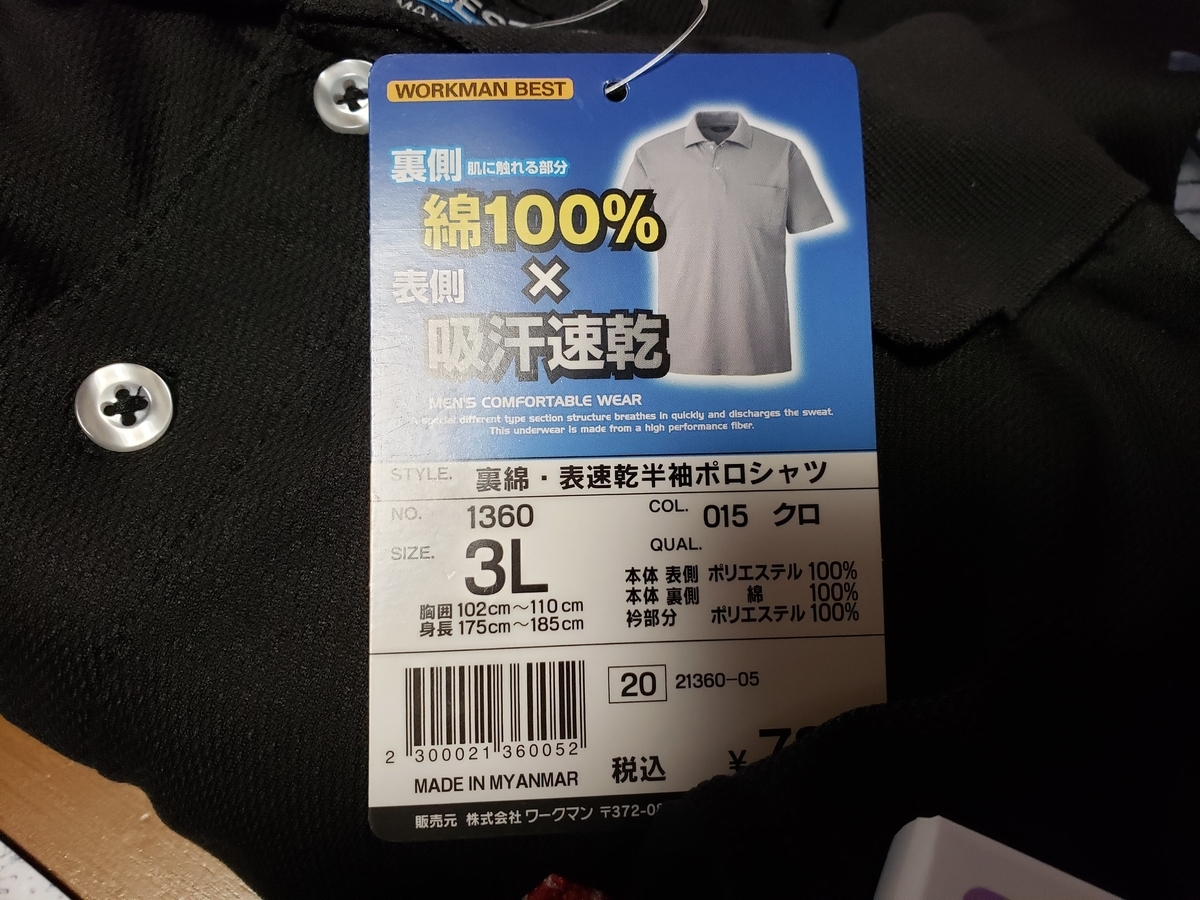 WORKMAN BEST
裏側 肌に触れる部分
綿100%
×
表側
吸汗速乾
MEN'S COMFORTABLE WEAR
A special different type section structure breathes in quickly and discharges the sweat.
This underwear is made from a high performance fiber.
STYLE. 裏綿・表速乾半袖ポロシャツ
NO. 1360 COL. 015 クロ
SIZE. 3L
胸囲 102cm〜110cm
身長 175cm〜185cm
QUAL.
本体 表側 ポリエステル 100%
本体 裏側 綿 100%
衿部分 ポリエステル 100%
20 21360-05
2 300021 360052
税込 ¥
MADE IN MYANMAR
販売元 株式会社 ワークマン 〒372-0